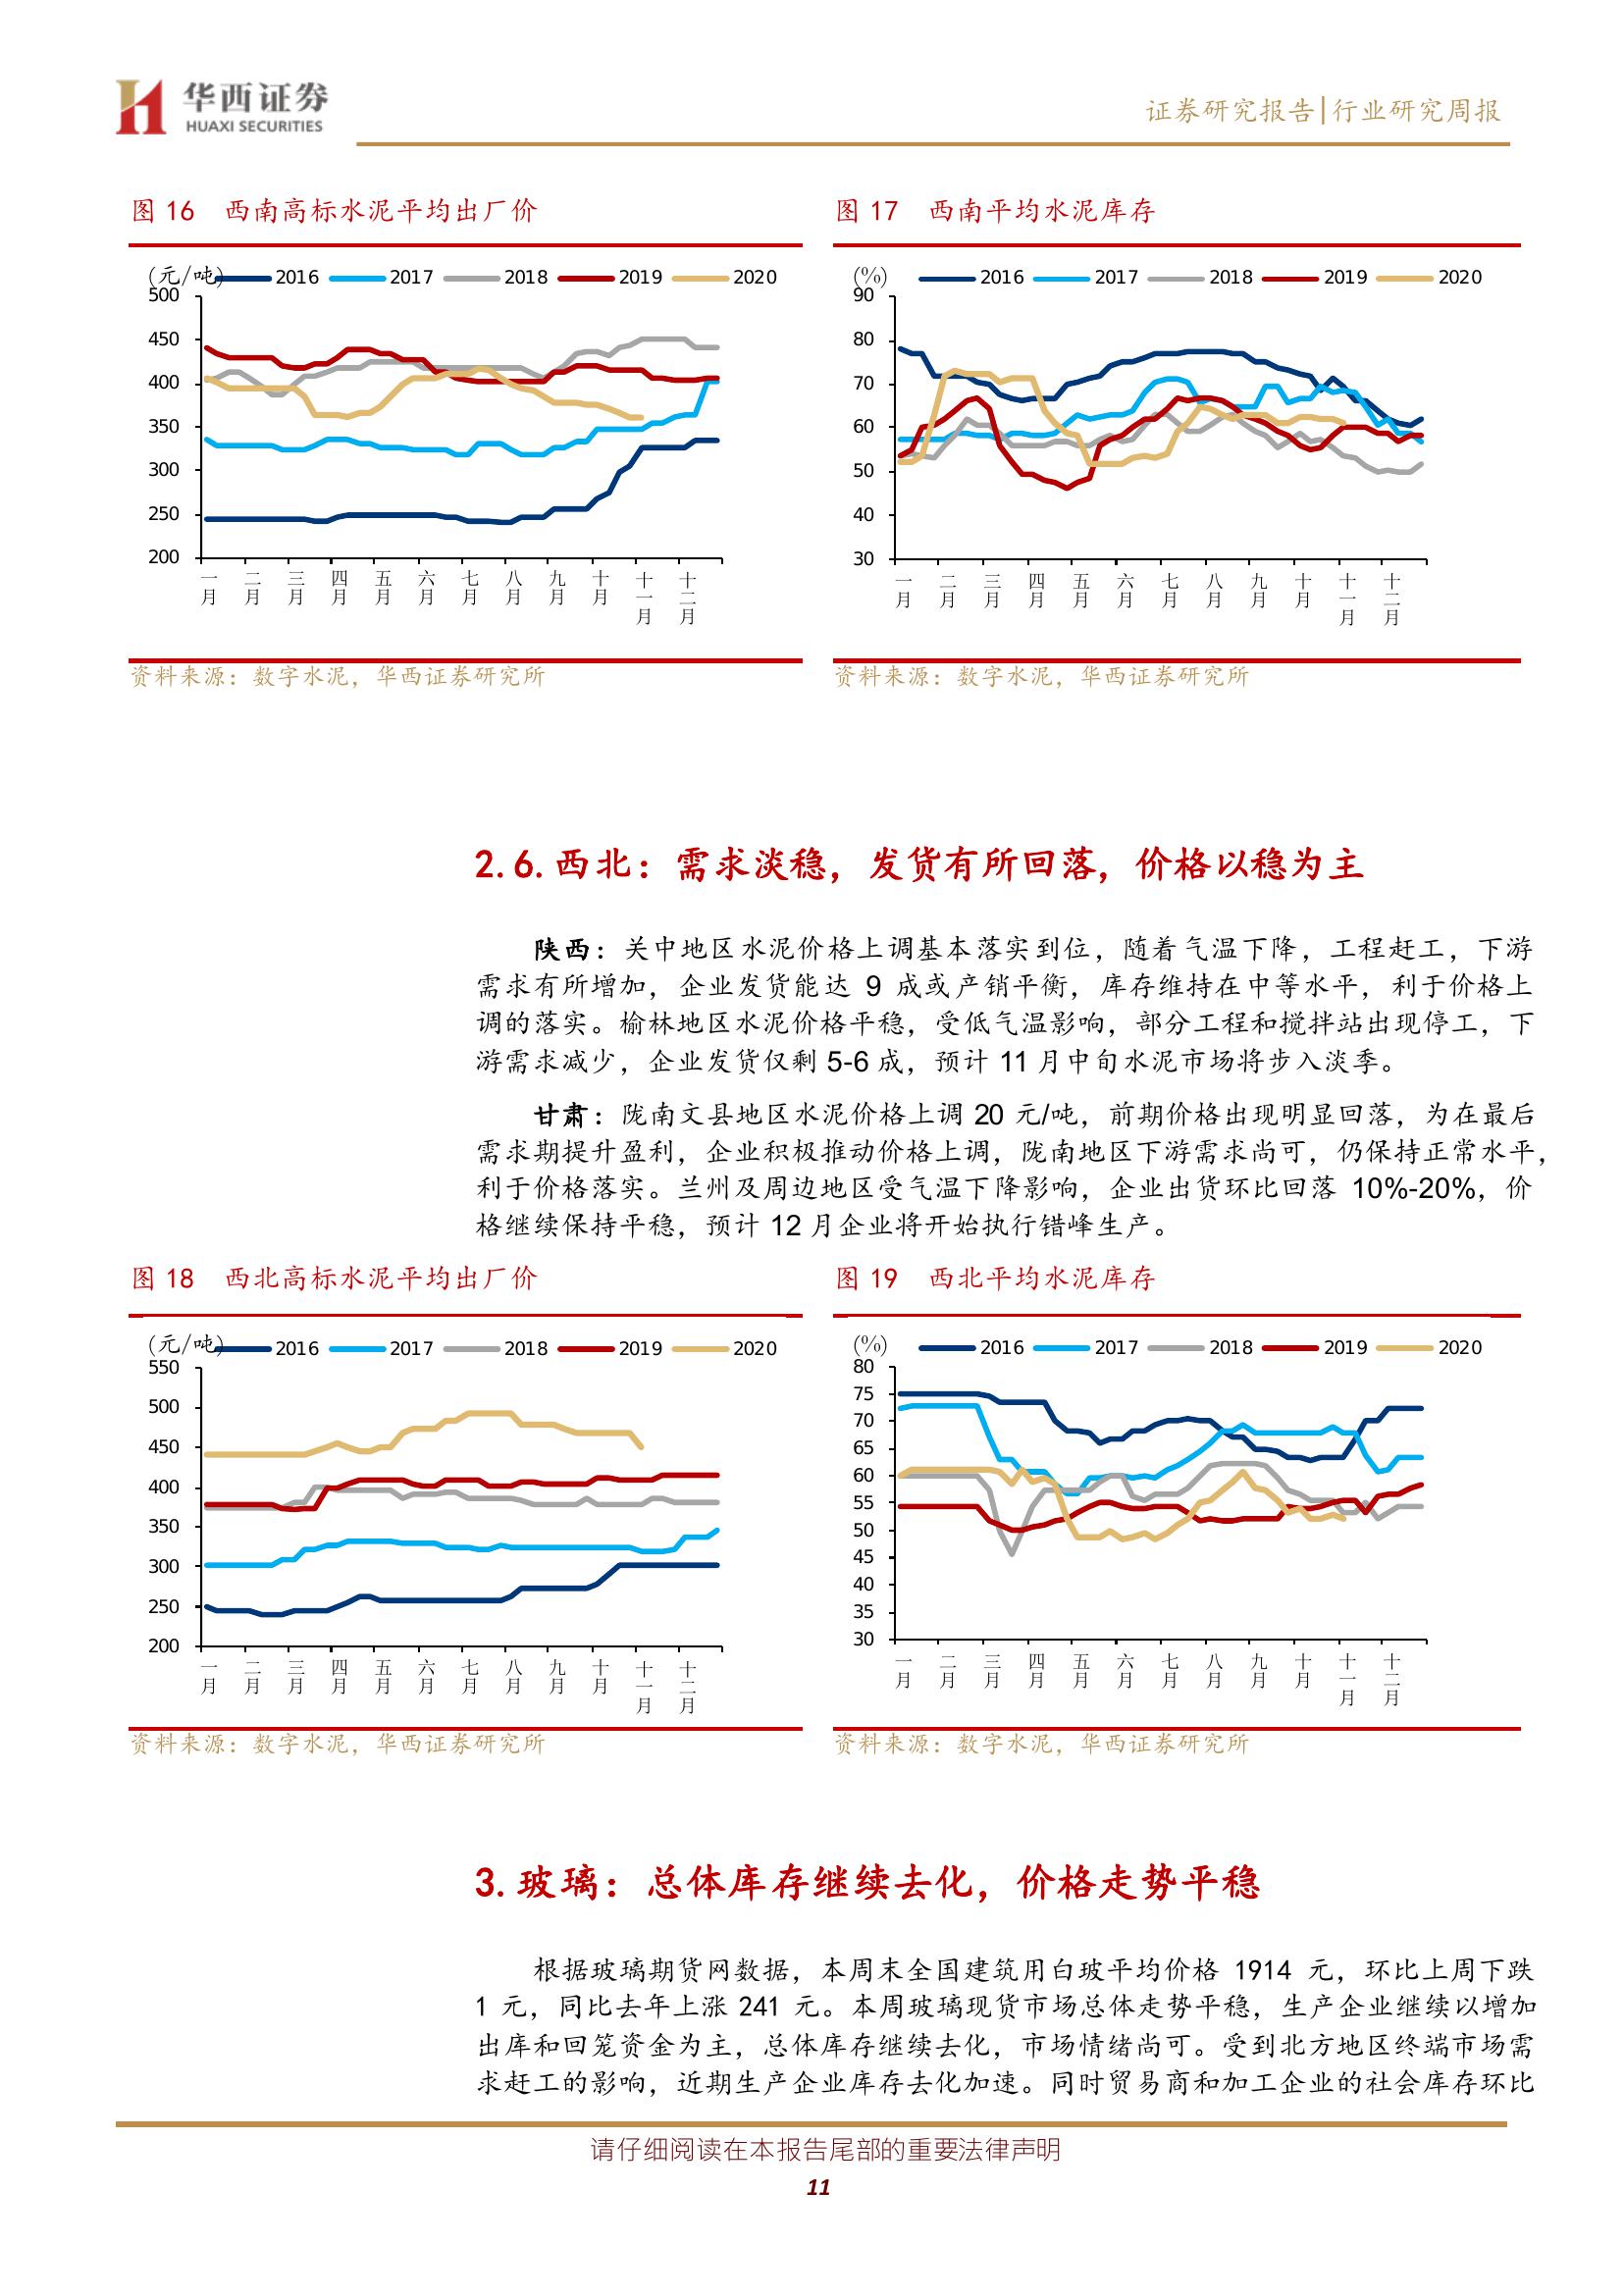 华西证券
HUAXI SECURITIES
证券研究报告|行业研究周报
图 16 西南高标水泥平均出厂价
(元/吨) 2016 2017 2018 2019 2020
500
450
400
350
300
250
200
一月 二月 三月 四月 五月 六月 七月 八月 九月 十月 十一月 十二月
资料来源：数字水泥，华西证券研究所
图 17 西南平均水泥库存
(%) 2016 2017 2018 2019 2020
90
80
70
60
50
40
30
一月 二月 三月 四月 五月 六月 七月 八月 九月 十月 十一月 十二月
资料来源：数字水泥，华西证券研究所
2.6.西北：需求淡稳，发货有所回落，价格以稳为主
陕西：关中地区水泥价格上调基本落实到位，随着气温下降，工程赶工，下游
需求有所增加，企业发货能达 9 成或产销平衡，库存维持在中等水平，利于价格上
调的落实。榆林地区水泥价格平稳，受低气温影响，部分工程和搅拌站出现停工，下
游需求减少，企业发货仅剩 5-6 成，预计 11 月中旬水泥市场将步入淡季。
甘肃：陇南文县地区水泥价格上调 20 元/吨，前期价格出现明显回落，为在最后
需求期提升盈利，企业积极推动价格上调，陇南地区下游需求尚可，仍保持正常水平，
利于价格落实。兰州及周边地区受气温下降影响，企业出货环比回落 10%-20%，价
格继续保持平稳，预计 12 月企业将开始执行错峰生产。
图 18 西北高标水泥平均出厂价
(元/吨) 2016 2017 2018 2019 2020
550
500
450
400
350
300
250
200
一月 二月 三月 四月 五月 六月 七月 八月 九月 十月 十一月 十二月
资料来源：数字水泥，华西证券研究所
图 19 西北平均水泥库存
(%) 2016 2017 2018 2019 2020
80
75
70
65
60
55
50
45
40
35
30
一月 二月 三月 四月 五月 六月 七月 八月 九月 十月 十一月 十二月
资料来源：数字水泥，华西证券研究所
3.玻璃：总体库存继续去化，价格走势平稳
根据玻璃期货网数据，本周末全国建筑用白玻平均价格 1914 元，环比上周下跌
1 元，同比去年上涨 241 元。本周玻璃现货市场总体走势平稳，生产企业继续以增加
出库和回笼资金为主，总体库存继续去化，市场情绪尚可。受到北方地区终端市场需
求赶工的影响，近期生产企业库存去化加速。同时贸易商和加工企业的社会库存环比
请仔细阅读在本报告尾部的重要法律声明
11